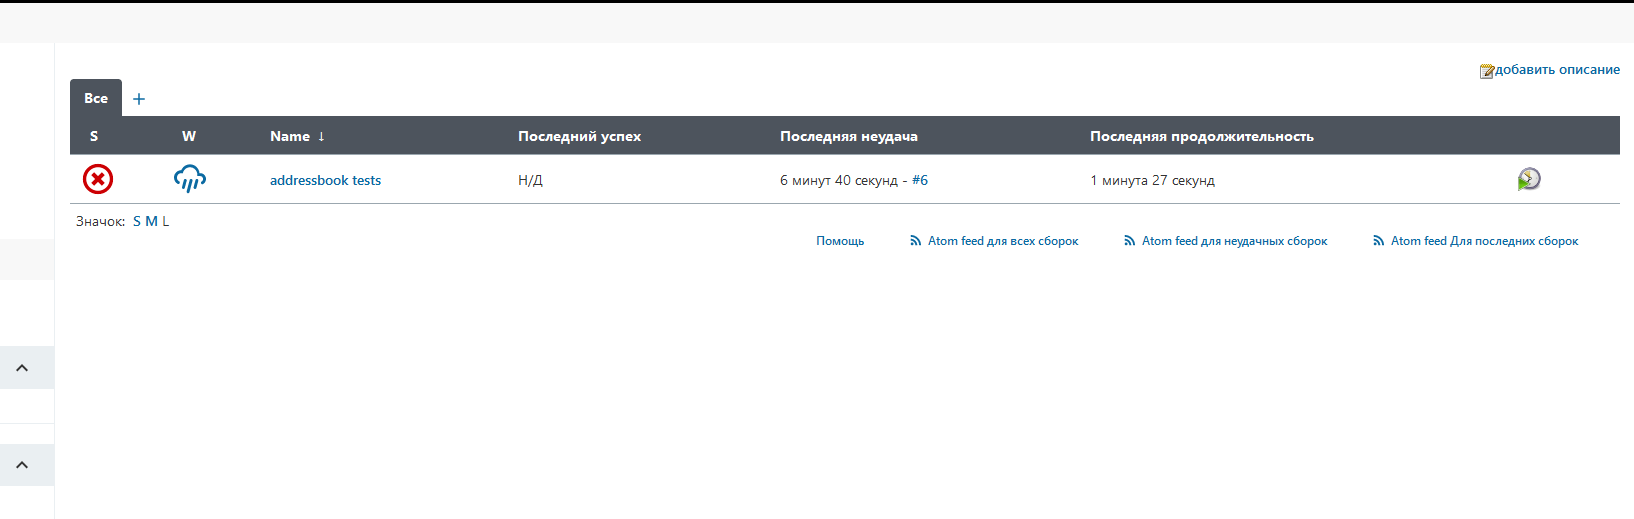 добавить описание
Все +
S W Name ↓ Последний успех Последняя неудача Последняя продолжительность
addressbook tests Н/Д 6 минут 40 секунд - #6 1 минута 27 секунд
Значок: S M L
Помощь Atom feed для всех сборок Atom feed для неудачных сборок Atom feed Для последних сборок